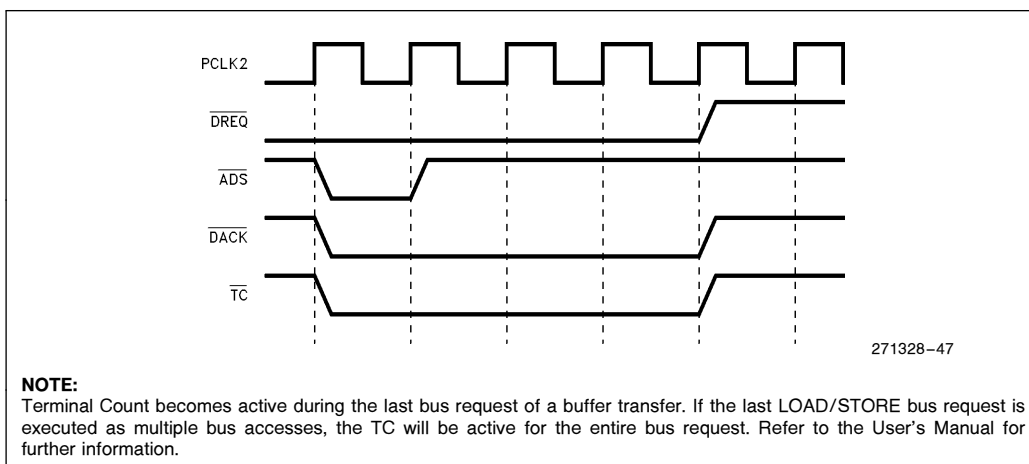 PCLK2
DREQ
ADS
DACK
TC
271328–47
NOTE:
Terminal Count becomes active during the last bus request of a buffer transfer. If the last LOAD/STORE bus request is
executed as multiple bus accesses, the TC will be active for the entire bus request. Refer to the User's Manual for
further information.